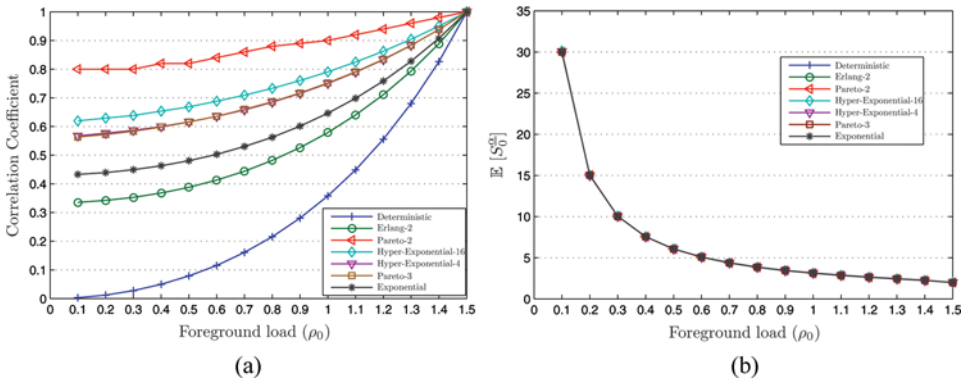 (a)
Correlation Coefficient
1
0.9
0.8
0.7
0.6
0.5
0.4
0.3
0.2
0.1
0
0.1 0.2 0.3 0.4 0.5 0.6 0.7 0.8 0.9 1 1.1 1.2 1.3 1.4 1.5
Foreground load (ρ₀)
Deterministic
Erlang-2
Pareto-2
Hyper-Exponential-16
Hyper-Exponential-4
Pareto-3
Exponential
(b)
35
30
25
20
15
10
5
0
0.1 0.2 0.3 0.4 0.5 0.6 0.7 0.8 0.9 1 1.1 1.2 1.3 1.4 1.5
Foreground load (ρ₀)
Deterministic
Erlang-2
Pareto-2
Hyper-Exponential-16
Hyper-Exponential-4
Pareto-3
Exponential